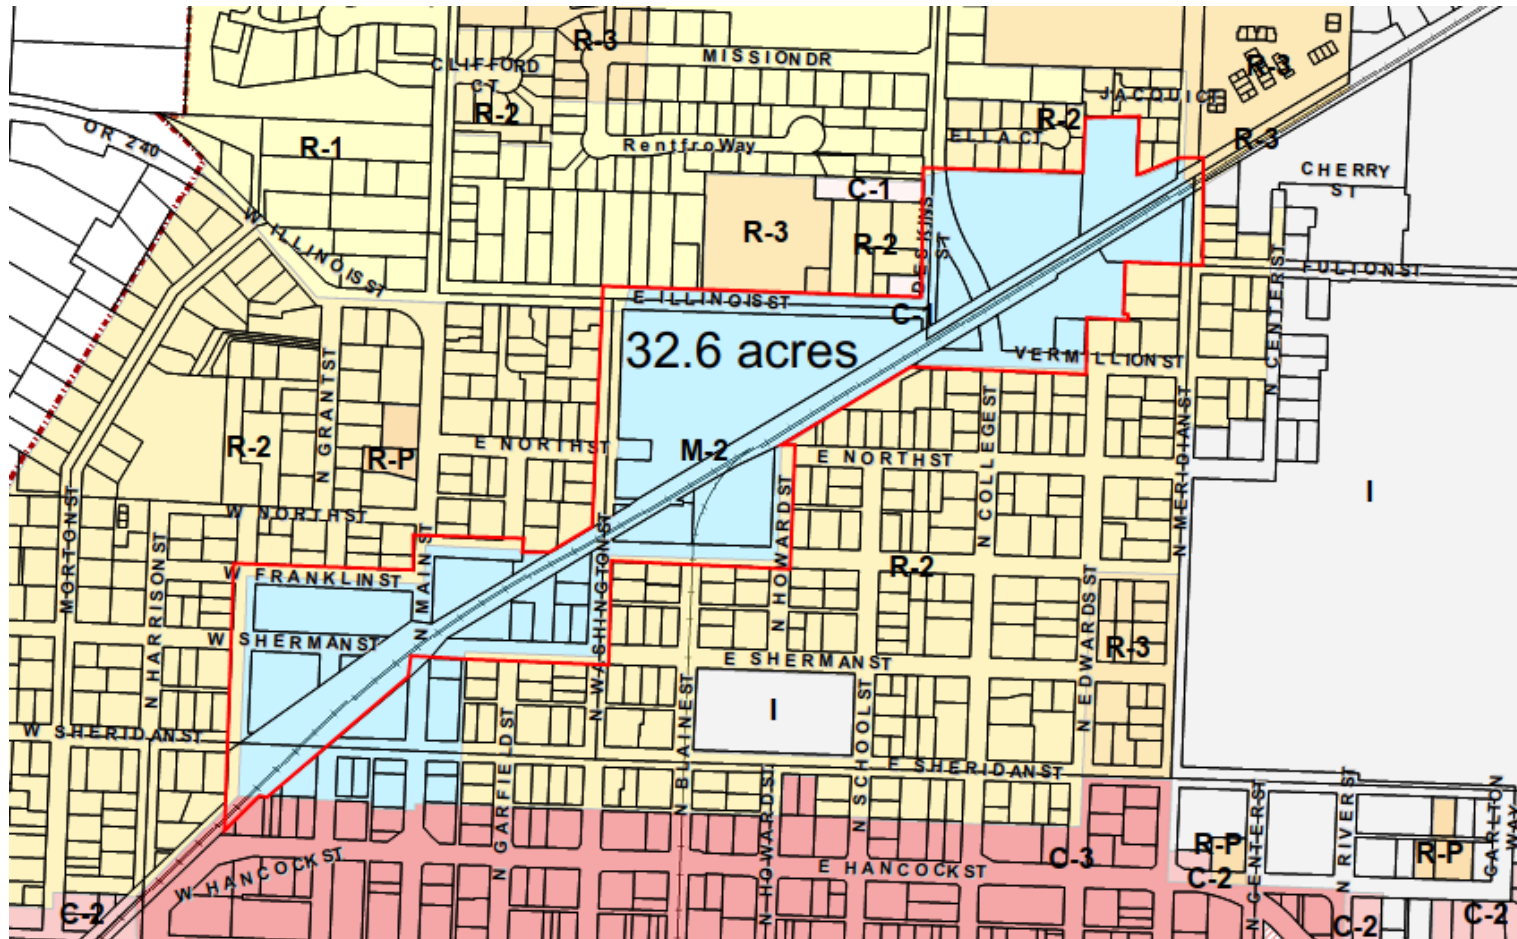 R-3
MISSION DR
CLIFFORD
CT
R-3
JACQUI CT
R-2
R-2
OR 240
R-1
Rentfro Way
ELLA CT
R-3
CHERRY
ST
C-1
W ILLINOIS ST
R-3
R-2
DESKINS
ST
N CENTER ST
FULTON ST
E ILLINOIS ST
C-1
32.6 acres
VERMILLION ST
N GRANT ST
N COLLEGE ST
N MERIDIAN ST
R-2
R-P
E NORTH ST
M-2
E NORTH ST
I
MORTON ST
W NORTH ST
N HOWARD ST
N HARRISON ST
N MAIN ST
N WASHINGTON ST
W FRANKLIN ST
R-2
N EDWARDS ST
W SHERMAN ST
E SHERMAN ST
R-3
N BLAINE ST
I
N SCHOOL ST
W SHERIDAN ST
N GARFIELD ST
E SHERIDAN ST
N HOWARD ST
N CENTER ST
N RIVER ST
CARLTON
WAY
W HANCOCK ST
E HANCOCK ST
C-3
R-P
R-P
C-2
C-2
C-2
C-2